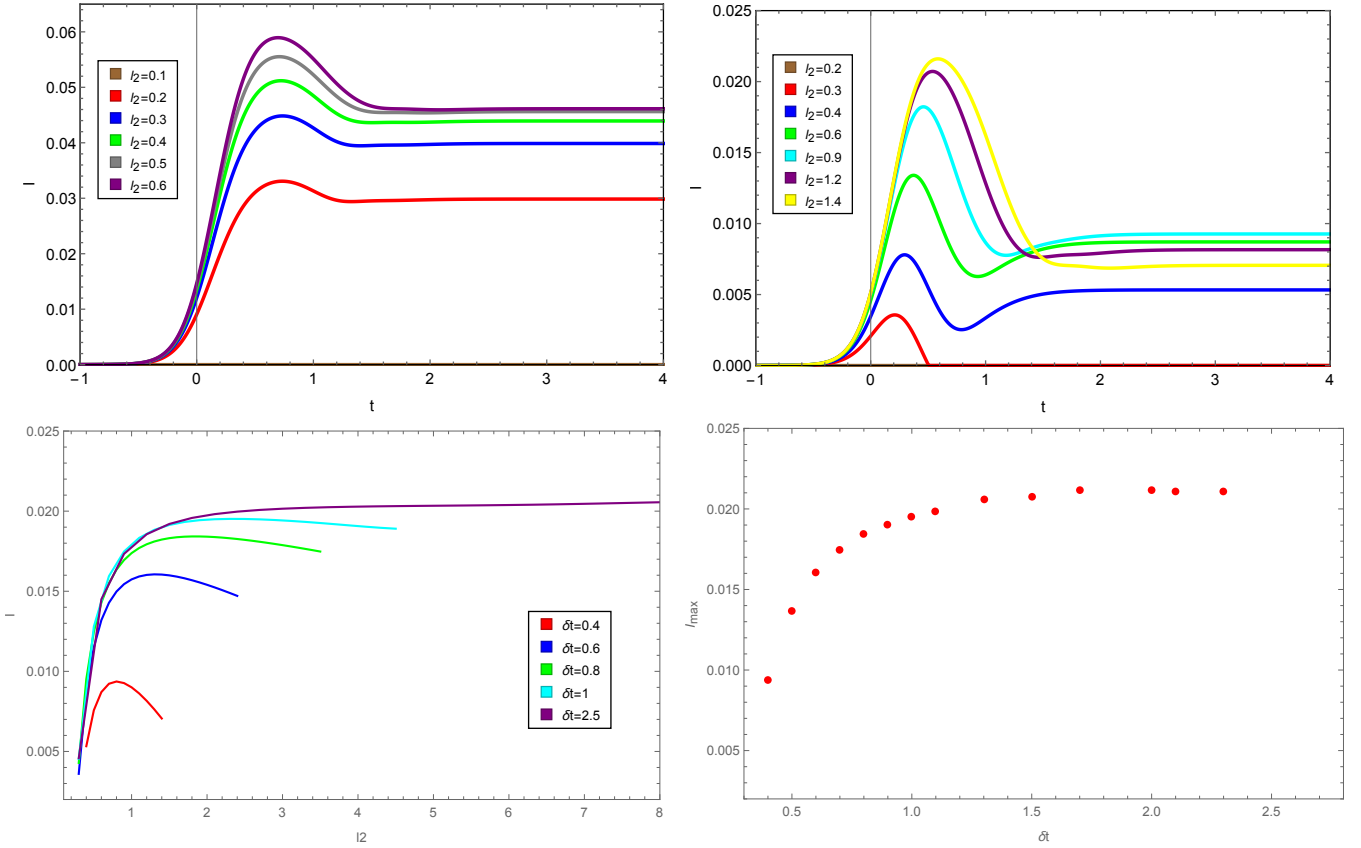 0.06
0.05
0.04
0.03
0.02
0.01
0.00
I
l2=0.1
l2=0.2
l2=0.3
l2=0.4
l2=0.5
l2=0.6
-1 0 1 2 3 4
t
0.025
0.020
0.015
0.010
0.005
0.000
I
l2=0.2
l2=0.3
l2=0.4
l2=0.6
l2=0.9
l2=1.2
l2=1.4
-1 0 1 2 3 4
t
0.025
0.020
0.015
0.010
0.005
I
δt=0.4
δt=0.6
δt=0.8
δt=1
δt=2.5
1 2 3 4 5 6 7 8
l2
0.025
0.020
0.015
0.010
0.005
Imax
0.5 1.0 1.5 2.0 2.5
δt